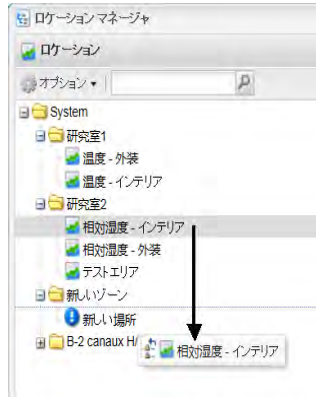 ロケーションマネージャ
ロケーション
オプション
System
研究室1
温度 - 外装
温度 - インテリア
研究室2
相対湿度 - インテリア
相対湿度 - 外装
テストエリア
新しいゾーン
新しい場所
B-2 canaux H/
相対湿度 - インテリア